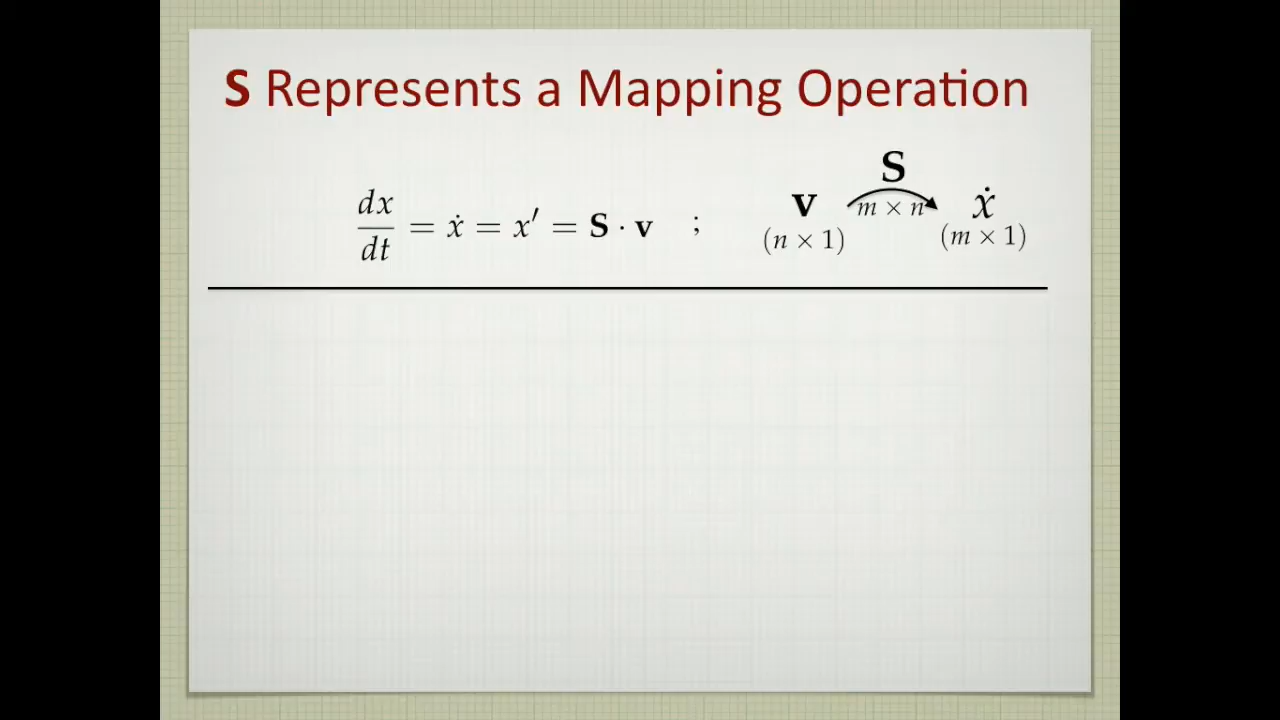 S Represents a Mapping Operation
dx/dt = ẋ = x′ = S · v ;
S
v m × n ẋ
(n × 1) (m × 1)